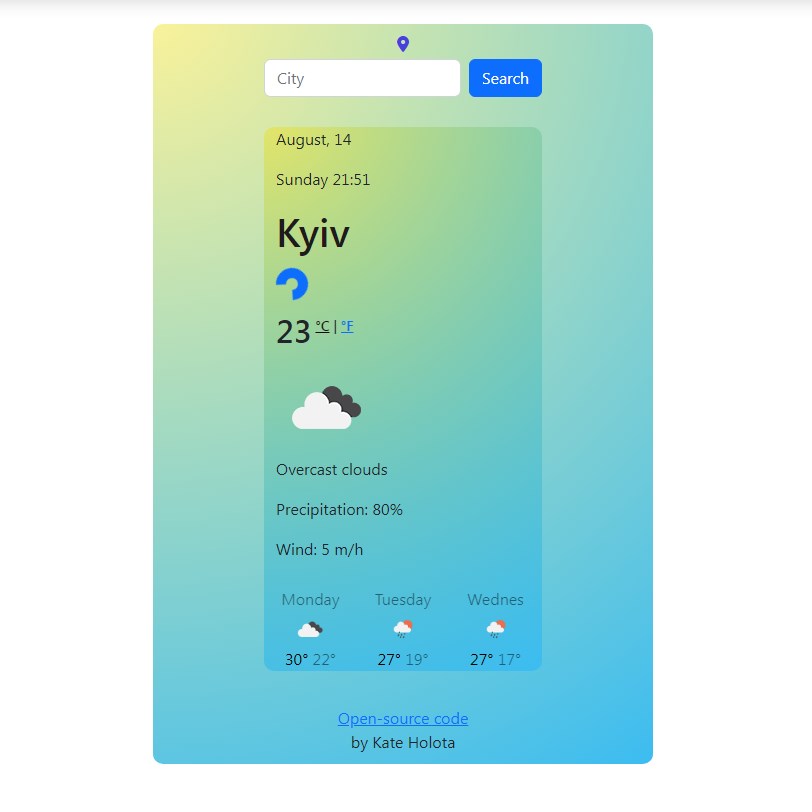 City
Search
August, 14
Sunday 21:51
Kyiv
23 °C | °F
Overcast clouds
Precipitation: 80%
Wind: 5 m/h
Monday Tuesday Wednes
30° 22° 27° 19° 27° 17°
Open-source code
by Kate Holota